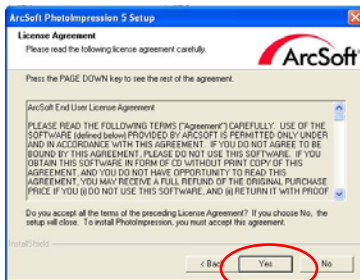 ArcSoft PhotoImpression 5 Setup
License Agreement
Please read the following license agreement carefully.
ArcSoft
Press the PAGE DOWN key to see the rest of the agreement.
ArcSoft End User License Agreement
PLEASE READ THE FOLLOWING TERMS ("Agreement") CAREFULLY. USE OF THE
SOFTWARE (defined below) PROVIDED BY ARCSOFT IS PERMITTED ONLY UNDER
AND IN ACCORDANCE WITH THIS AGREEMENT. IF YOU DO NOT AGREE TO BE
BOUND BY THIS AGREEMENT, PLEASE DO NOT USE THIS SOFTWARE. IF YOU
OBTAIN THIS SOFTWARE IN FORM OF CD WITHOUT PRINT COPY OF THIS
AGREEMENT, AND YOU DO NOT HAVE OPPORTUNITY TO READ THIS
AGREEMENT, YOU MAY RECEIVE A FULL REFUND OF THE ORIGINAL PURCHASE
PRICE IF YOU (i) DO NOT USE THIS SOFTWARE, AND (ii) RETURN IT WITH PROOF
Do you accept all the terms of the preceding License Agreement? If you choose No, the
setup will close. To install PhotoImpression, you must accept this agreement.
InstallShield
< Back Yes No